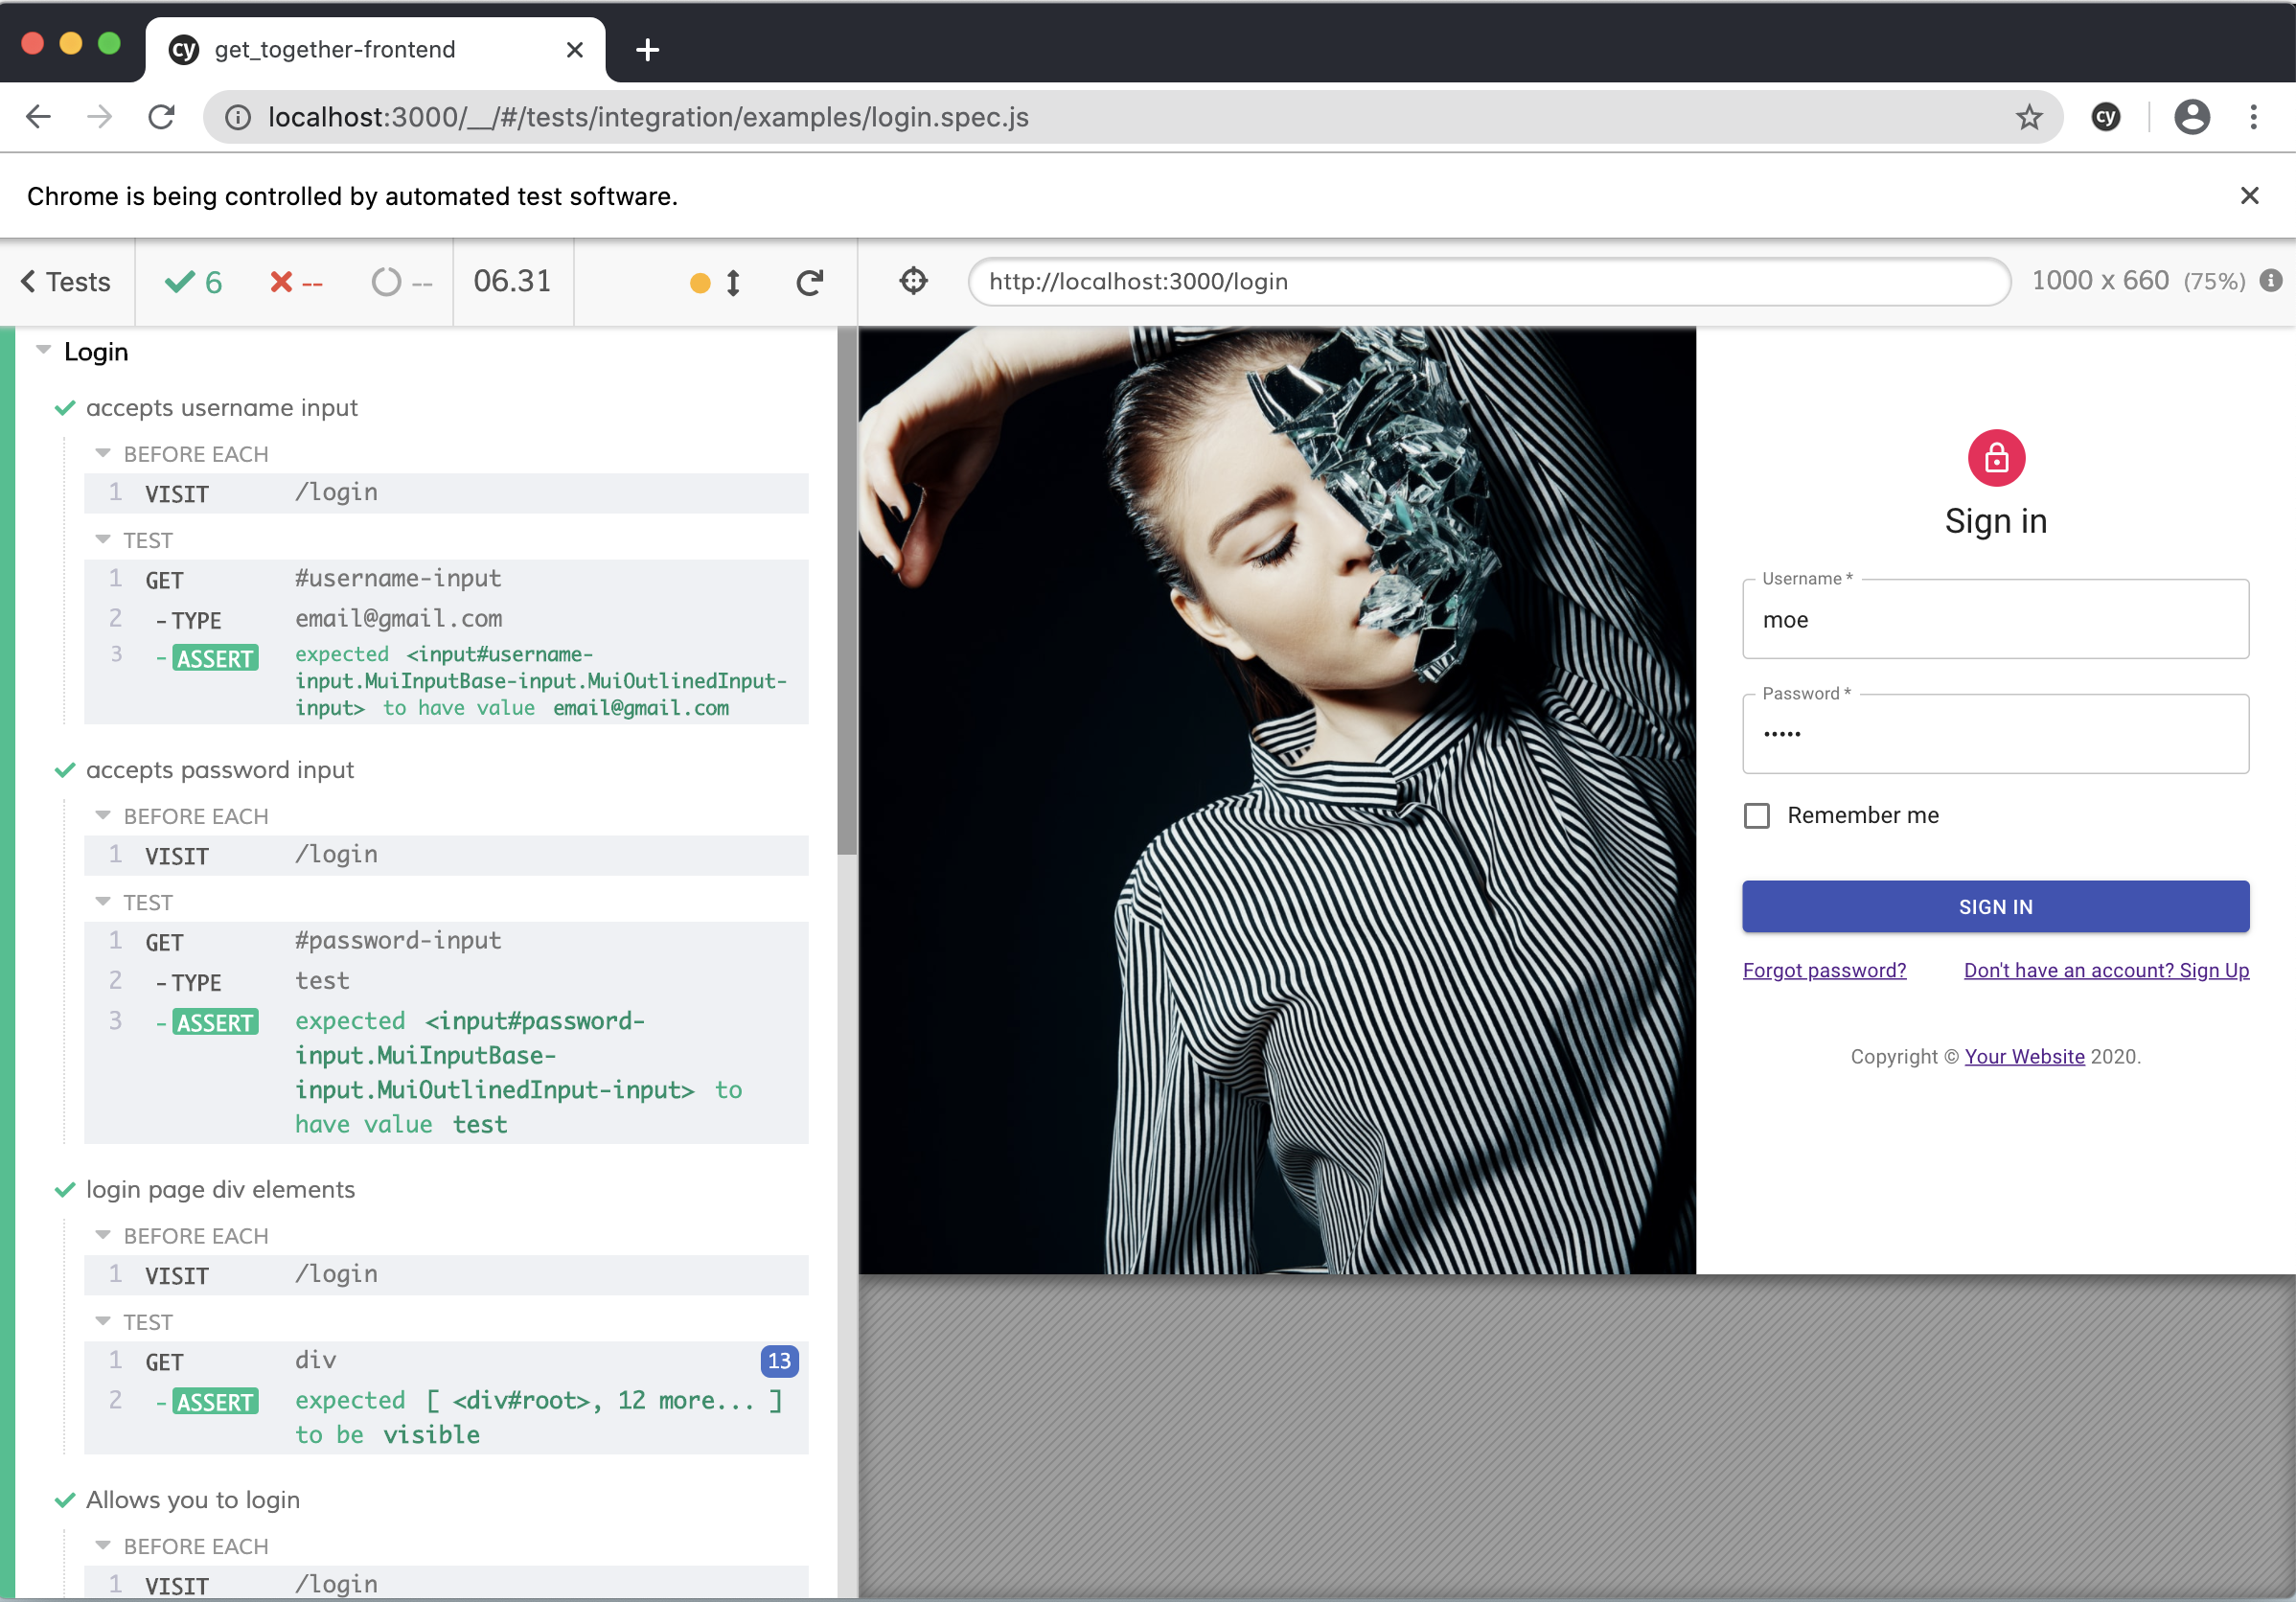 cy get_together-frontend
localhost:3000/__/#/tests/integration/examples/login.spec.js
cy
Chrome is being controlled by automated test software.
Tests
6
--
--
06.31
http://localhost:3000/login
1000 x 660 (75%)
Login
accepts username input
BEFORE EACH
1 VISIT /login
TEST
1 GET #username-input
2 -TYPE email@gmail.com
3 -ASSERT expected <input#username-
input.MuiInputBase-input.MuiOutlinedInput-
input> to have value email@gmail.com
accepts password input
BEFORE EACH
1 VISIT /login
TEST
1 GET #password-input
2 -TYPE test
3 -ASSERT expected <input#password-
input.MuiInputBase-
input.MuiOutlinedInput-input> to
have value test
login page div elements
BEFORE EACH
1 VISIT /login
TEST
1 GET div 13
2 -ASSERT expected [ <div#root>, 12 more... ]
to be visible
Allows you to login
BEFORE EACH
1 VISIT /login
Sign in
Username *
moe
Password *
•••••
Remember me
SIGN IN
Forgot password? Don't have an account? Sign Up
Copyright © Your Website 2020.